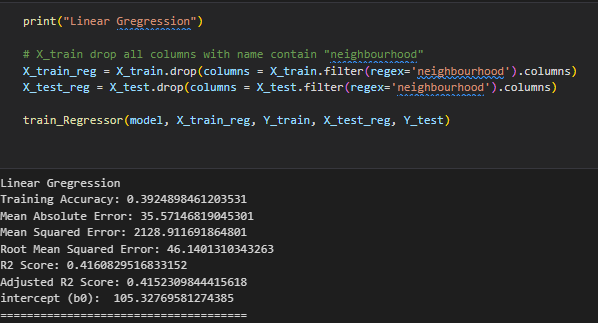 print("Linear Gregression")
# X_train drop all columns with name contain "neighbourhood"
X_train_reg = X_train.drop(columns = X_train.filter(regex='neighbourhood').columns)
X_test_reg = X_test.drop(columns = X_test.filter(regex='neighbourhood').columns)
train_Regressor(model, X_train_reg, Y_train, X_test_reg, Y_test)
Linear Gregression
Training Accuracy: 0.3924898461203531
Mean Absolute Error: 35.57146819045301
Mean Squared Error: 2128.911691864801
Root Mean Squared Error: 46.1401310343263
R2 Score: 0.4160829516833152
Adjusted R2 Score: 0.4152309844415618
intercept (b0):  105.32769581274385
=====================================